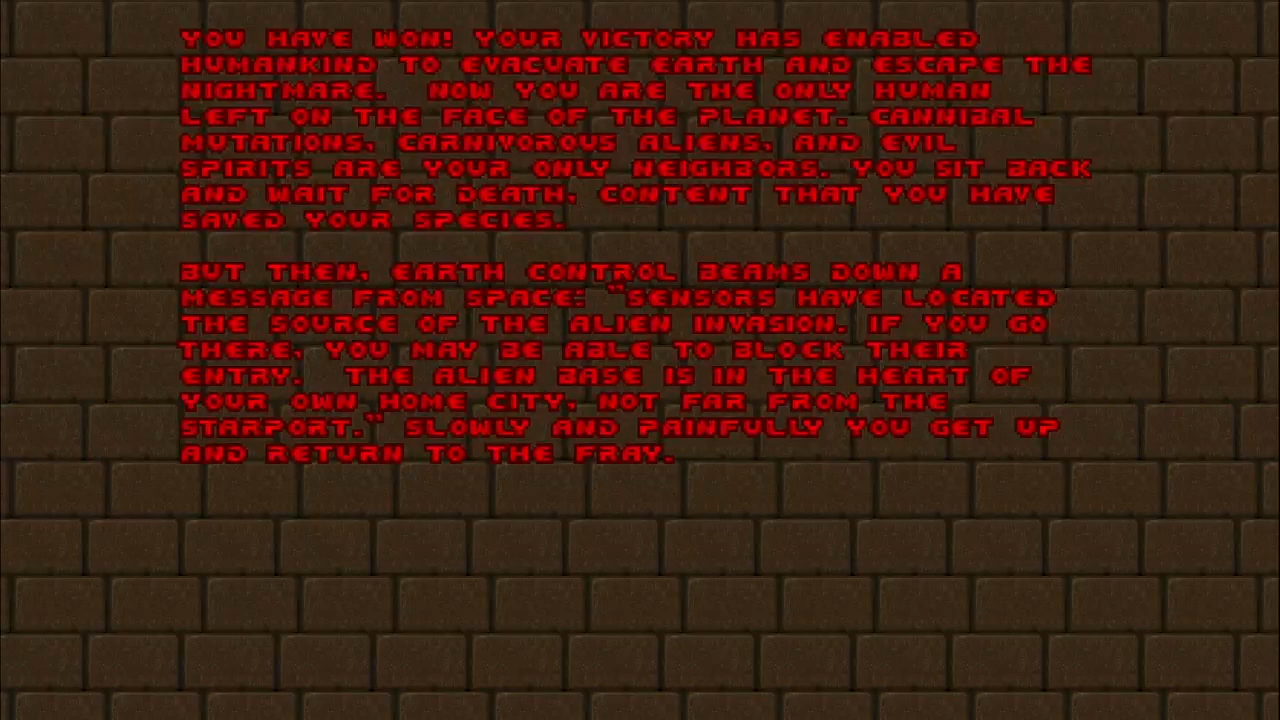 YOU HAVE WON! YOUR VICTORY HAS ENABLED
HUMANKIND TO EVACUATE EARTH AND ESCAPE THE
NIGHTMARE.  NOW YOU ARE THE ONLY HUMAN
LEFT ON THE FACE OF THE PLANET. CANNIBAL
MUTATIONS, CARNIVOROUS ALIENS, AND EVIL
SPIRITS ARE YOUR ONLY NEIGHBORS. YOU SIT BACK
AND WAIT FOR DEATH, CONTENT THAT YOU HAVE
SAVED YOUR SPECIES.
BUT THEN, EARTH CONTROL BEAMS DOWN A
MESSAGE FROM SPACE: "SENSORS HAVE LOCATED
THE SOURCE OF THE ALIEN INVASION. IF YOU GO
THERE, YOU MAY BE ABLE TO BLOCK THEIR
ENTRY.  THE ALIEN BASE IS IN THE HEART OF
YOUR OWN HOME CITY, NOT FAR FROM THE
STARPORT." SLOWLY AND PAINFULLY YOU GET UP
AND RETURN TO THE FRAY.